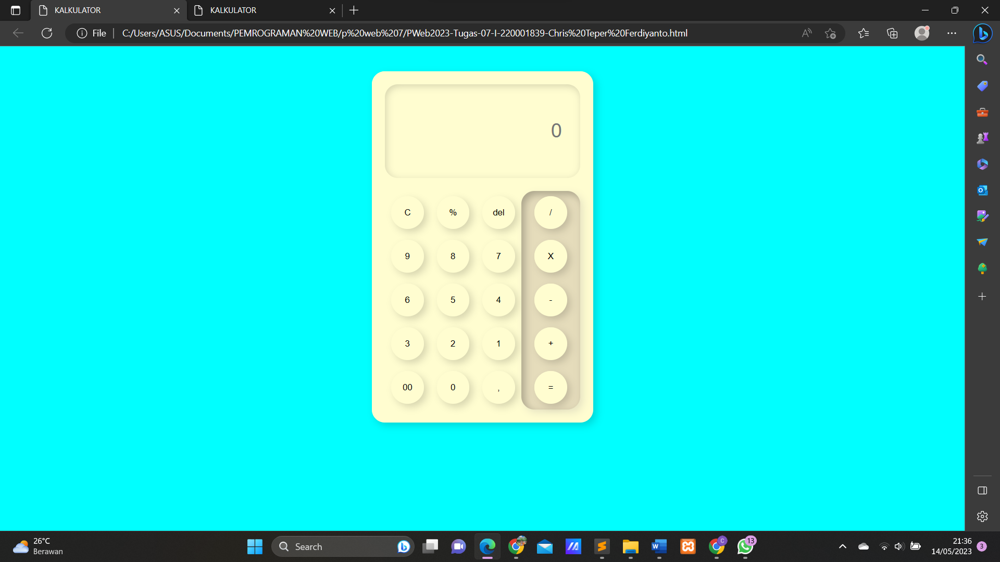 KALKULATOR
KALKULATOR
File
C:/Users/ASUS/Documents/PEMROGRAMAN%20WEB/p%20web%207/PWeb2023-Tugas-07-I-220001839-Chris%20Teper%20Ferdiyanto.html
0
C % del /
9 8 7 X
6 5 4 -
3 2 1 +
00 0 , =
26°C
Berawan
Search
C
13
21:36
14/05/2023
3